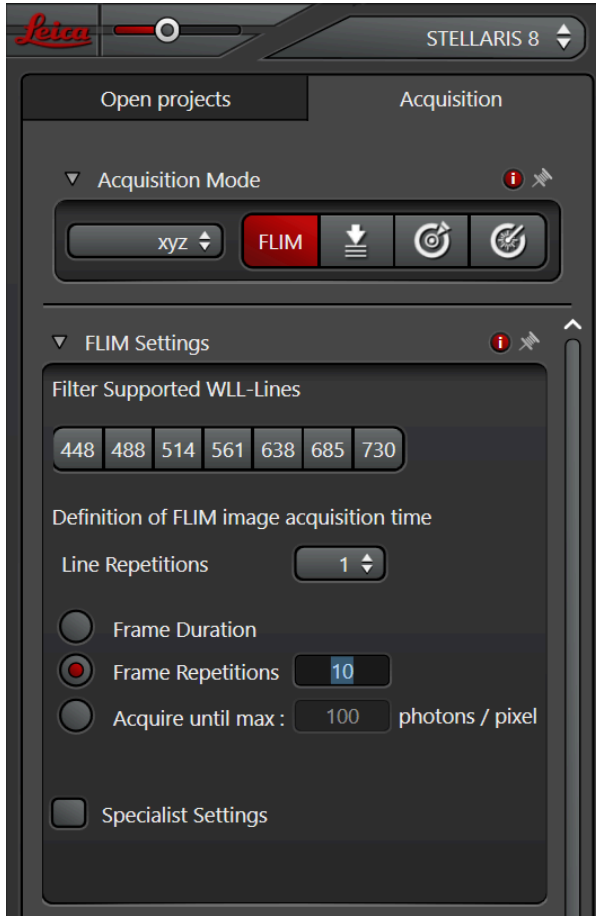 Leica
STELLARIS 8
Open projects
Acquisition
Acquisition Mode
i
xyz
FLIM
FLIM Settings
i
Filter Supported WLL-Lines
448 488 514 561 638 685 730
Definition of FLIM image acquisition time
Line Repetitions 1
Frame Duration
Frame Repetitions 10
Acquire until max : 100 photons / pixel
Specialist Settings